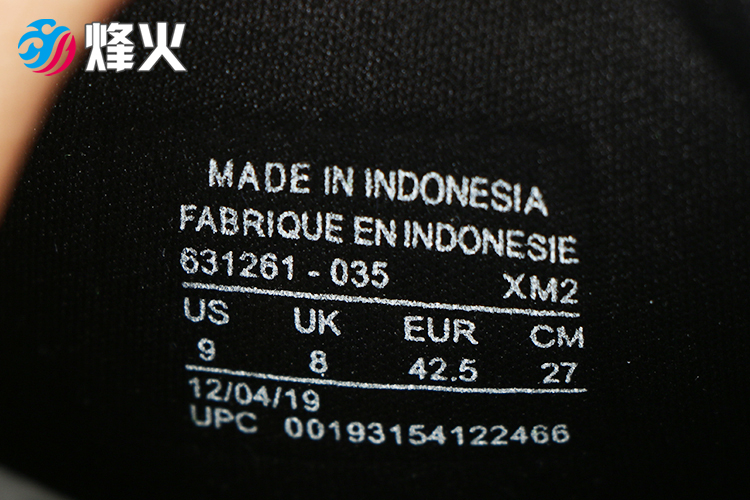 烽火
MADE IN INDONESIA
FABRIQUE EN INDONESIE
631261 - 035 XM2
US UK EUR CM
9 8 42.5 27
12/04/19
UPC 00193154122466